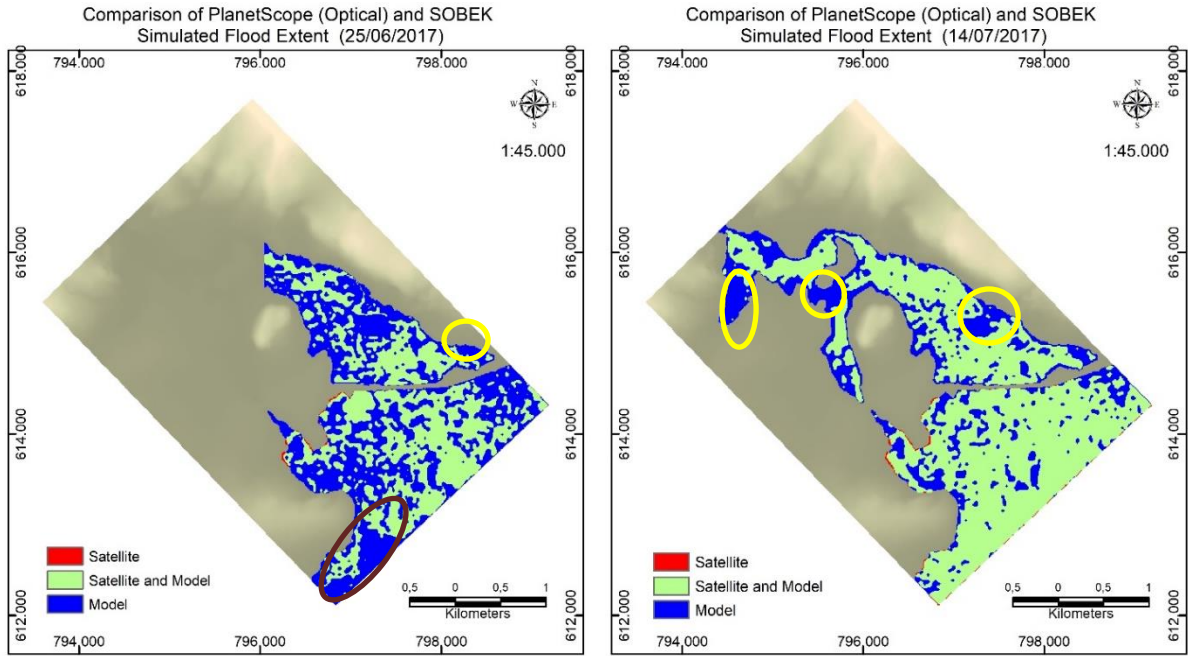 Comparison of PlanetScope (Optical) and SOBEK
Simulated Flood Extent (25/06/2017)
794,000 796,000 798,000
618,000
618,000
N
W E
S
1:45.000
616,000
616,000
614,000
614,000
612,000
612,000
Satellite
Satellite and Model
Model
0,5 0 0,5 1
Kilometers
794,000 796,000 798,000
Comparison of PlanetScope (Optical) and SOBEK
Simulated Flood Extent (14/07/2017)
794,000 796,000 798,000
618,000
618,000
N
W E
S
1:45.000
616,000
616,000
614,000
614,000
612,000
612,000
Satellite
Satellite and Model
Model
0,5 0 0,5 1
Kilometers
794,000 796,000 798,000